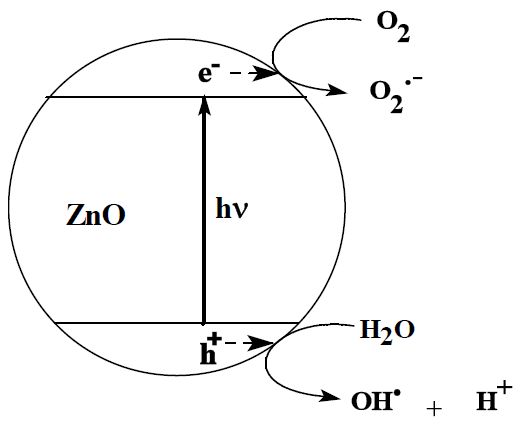 O₂
e⁻
O₂•⁻
ZnO
hν
h⁺
H₂O
OH• + H⁺